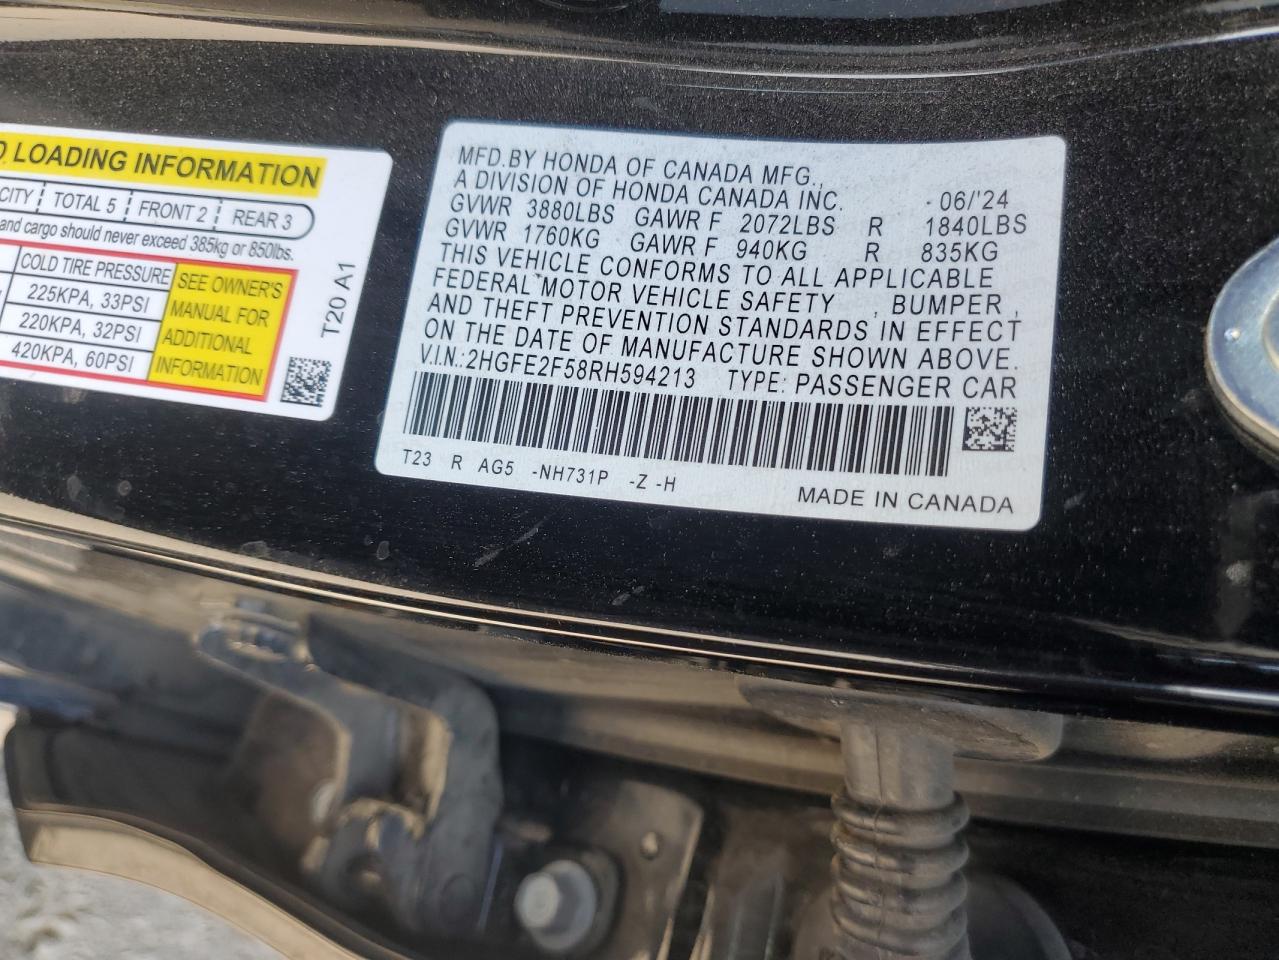 LOADING INFORMATION
CITY TOTAL 5 FRONT 2 REAR 3
and cargo should never exceed 385kg or 850lbs.
COLD TIRE PRESSURE
225KPA, 33PSI
220KPA, 32PSI
420KPA, 60PSI
SEE OWNER'S
MANUAL FOR
ADDITIONAL
INFORMATION
T20 A1
MFD.BY HONDA OF CANADA MFG.,
A DIVISION OF HONDA CANADA INC. - 06/'24
GVWR 3880LBS GAWR F 2072LBS R 1840LBS
GVWR 1760KG GAWR F 940KG R 835KG
THIS VEHICLE CONFORMS TO ALL APPLICABLE
FEDERAL MOTOR VEHICLE SAFETY , BUMPER ,
AND THEFT PREVENTION STANDARDS IN EFFECT
ON THE DATE OF MANUFACTURE SHOWN ABOVE.
V.I.N.:2HGFE2F58RH594213 TYPE: PASSENGER CAR
T23 R AG5 -NH731P -Z -H
MADE IN CANADA